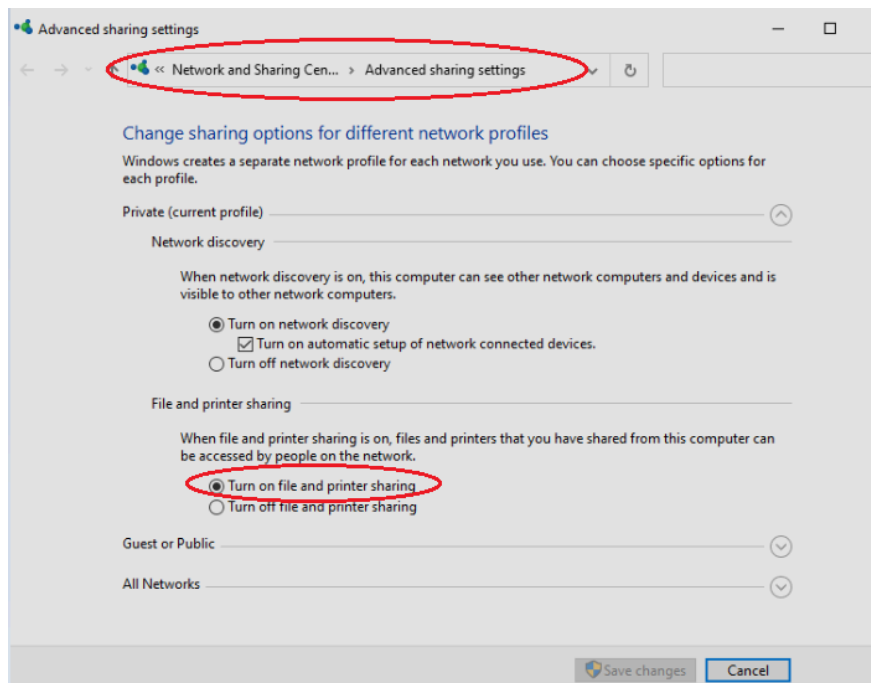 Advanced sharing settings
« Network and Sharing Cen... › Advanced sharing settings
Change sharing options for different network profiles
Windows creates a separate network profile for each network you use. You can choose specific options for
each profile.
Private (current profile)
Network discovery
When network discovery is on, this computer can see other network computers and devices and is
visible to other network computers.
Turn on network discovery
Turn on automatic setup of network connected devices.
Turn off network discovery
File and printer sharing
When file and printer sharing is on, files and printers that you have shared from this computer can
be accessed by people on the network.
Turn on file and printer sharing
Turn off file and printer sharing
Guest or Public
All Networks
Save changes Cancel